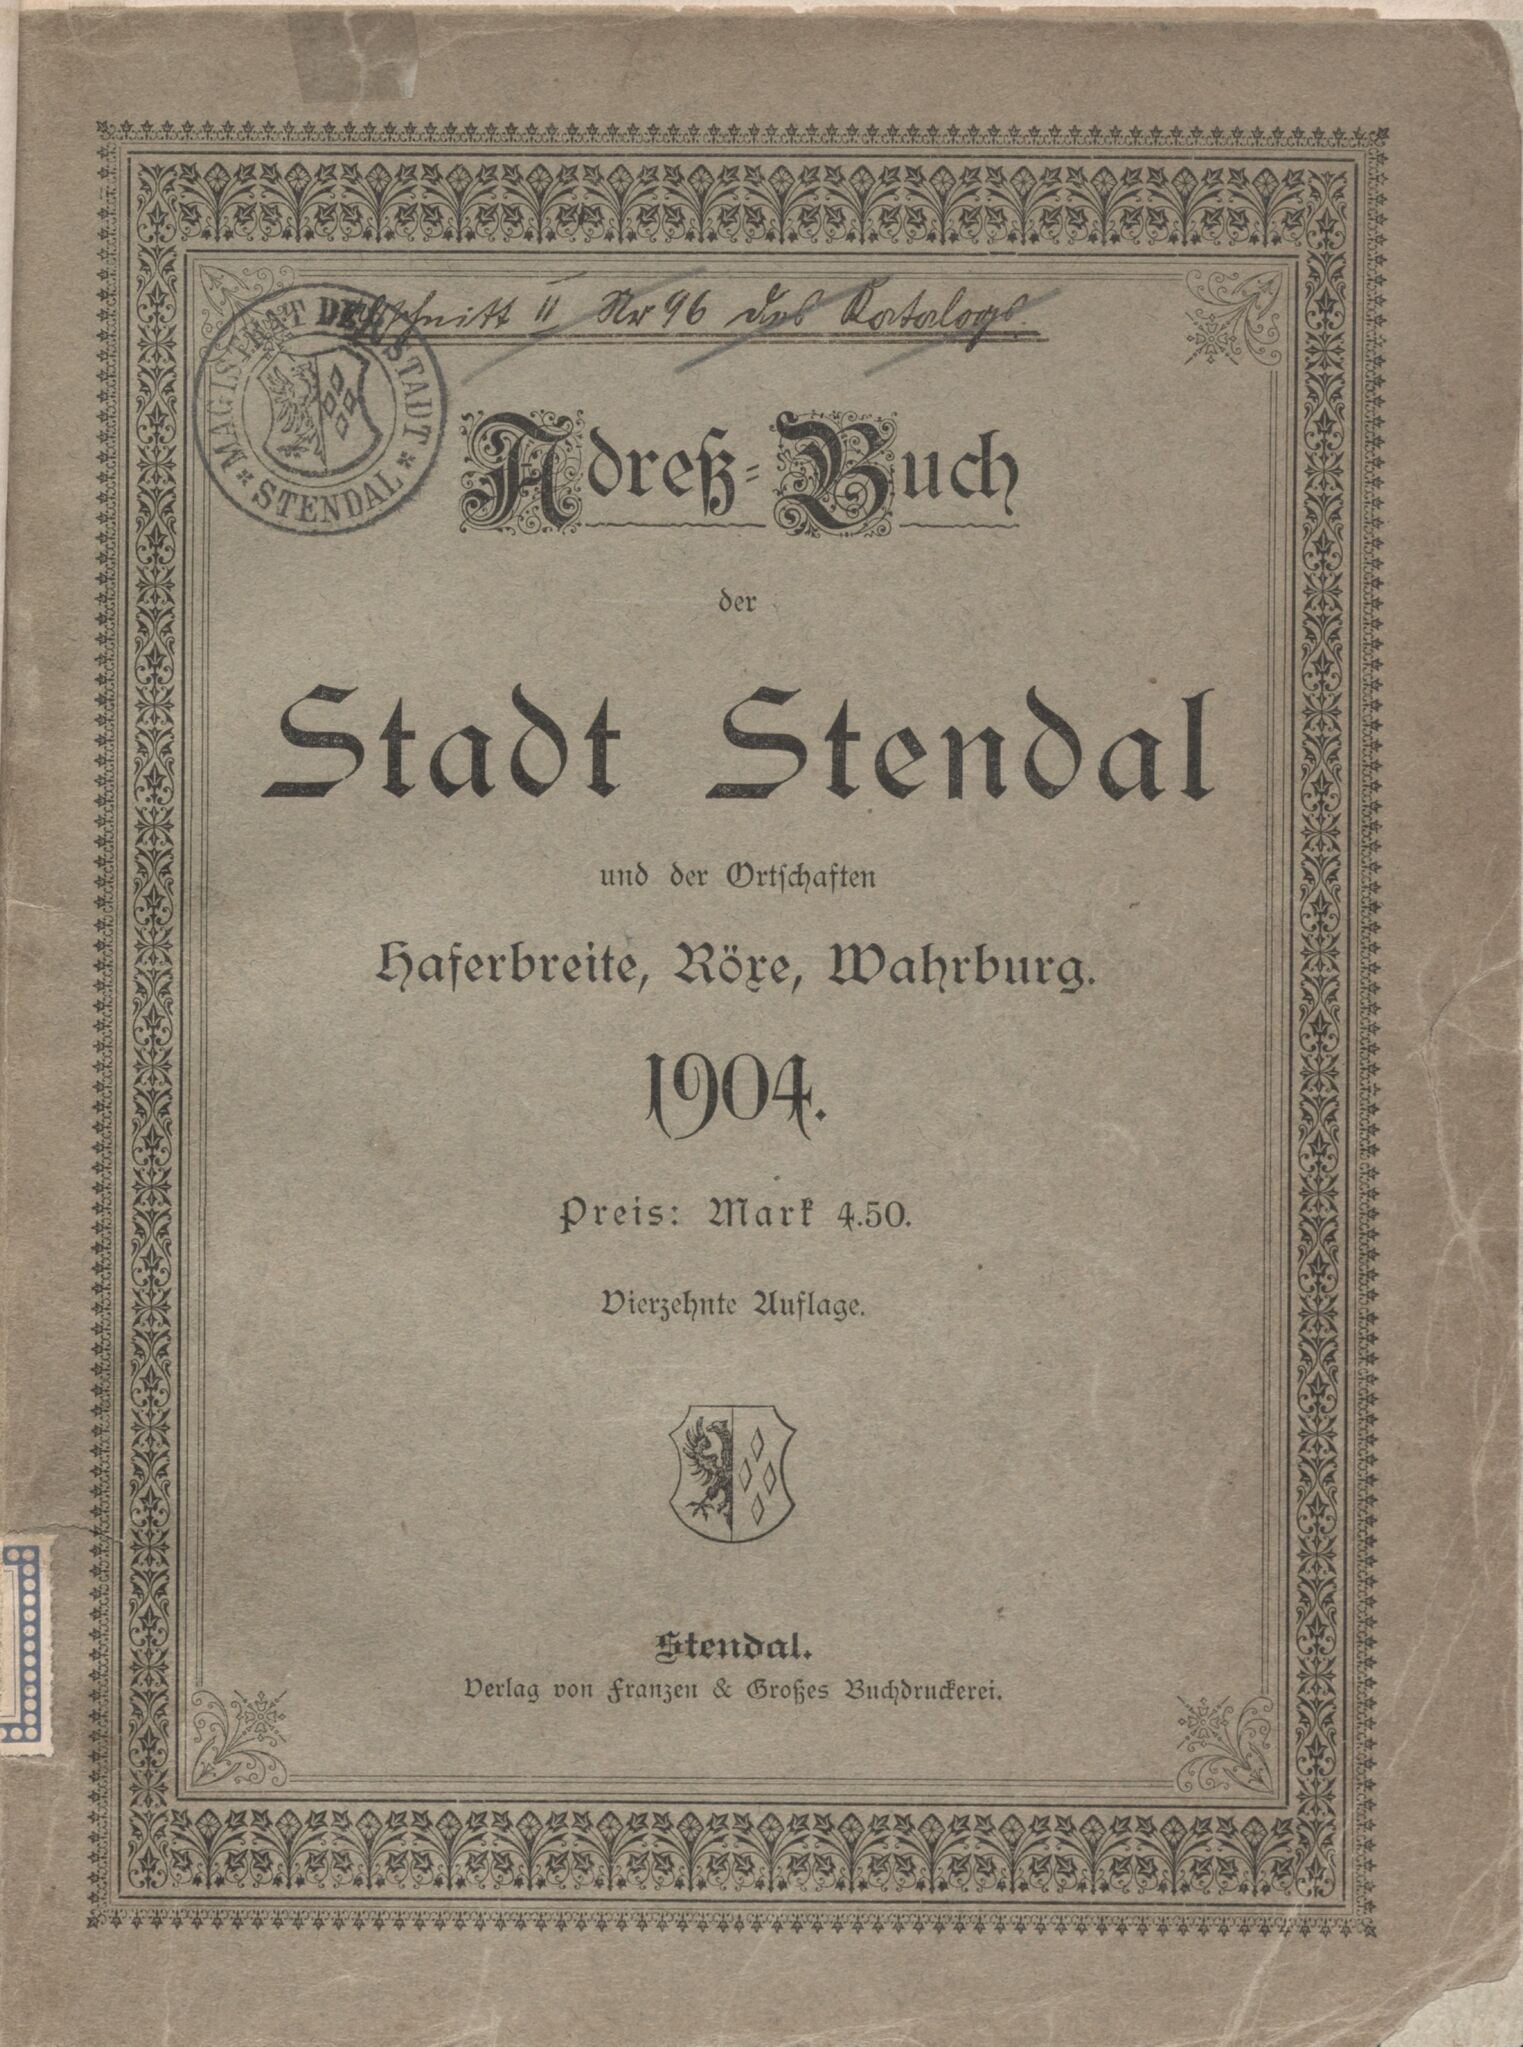 Abschnitt II Nr 96 des Katalogs.
MAGISTRAT DER STADT
* STENDAL *
Adreß-Buch
der
Stadt Stendal
und der Ortschaften
Haferbreite, Röxe, Wahrburg.
1904.
Preis: Mark 4.50.
Vierzehnte Auflage.
Stendal.
Verlag von Franzen & Großes Buchdruckerei.